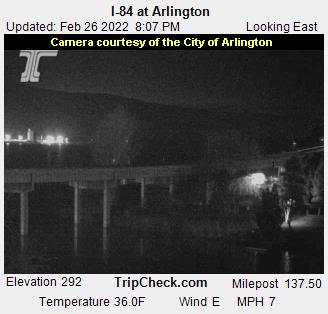 I-84 at Arlington
Updated: Feb 26 2022 8:07 PM Looking East
Camera courtesy of the City of Arlington
Elevation 292 TripCheck.com Milepost 137.50
Temperature 36.0F Wind E MPH 7